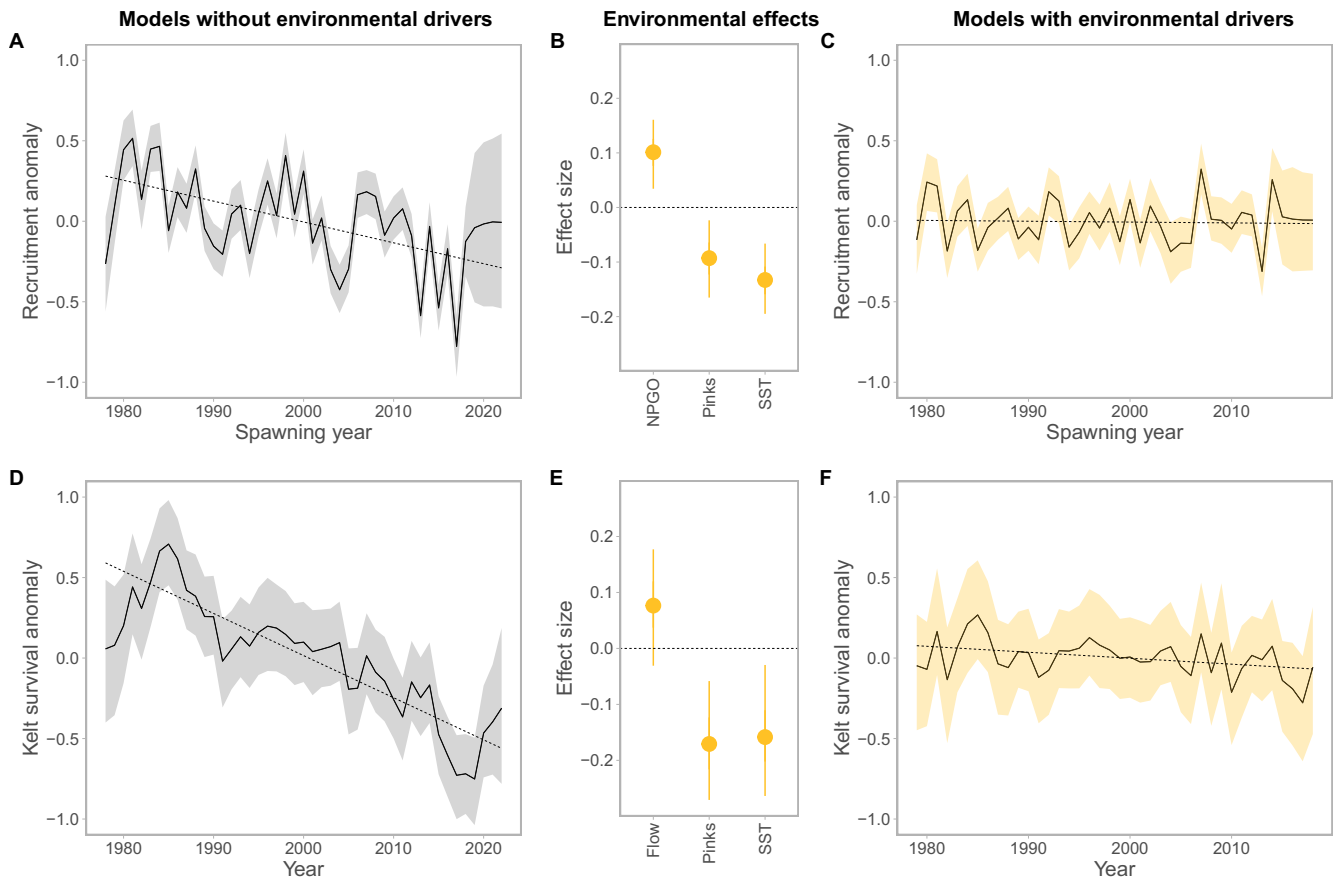 Models without environmental drivers
Environmental effects
Models with environmental drivers
A
1.0
0.5
0.0
−0.5
−1.0
Recruitment anomaly
1980 1990 2000 2010 2020
Spawning year
B
0.2
0.1
0.0
−0.1
−0.2
Effect size
NPGO
Pinks
SST
C
1.0
0.5
0.0
−0.5
−1.0
Recruitment anomaly
1980 1990 2000 2010
Spawning year
D
1.0
0.5
0.0
−0.5
−1.0
Kelt survival anomaly
1980 1990 2000 2010 2020
Year
E
0.2
0.1
0.0
−0.1
−0.2
Effect size
Flow
Pinks
SST
F
1.0
0.5
0.0
−0.5
−1.0
Kelt survival anomaly
1980 1990 2000 2010
Year